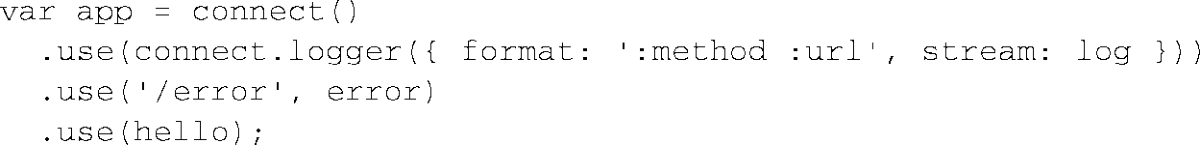 var app = connect()
  .use(connect.logger({ format: ':method :url', stream: log }))
  .use('/error', error)
  .use(hello);